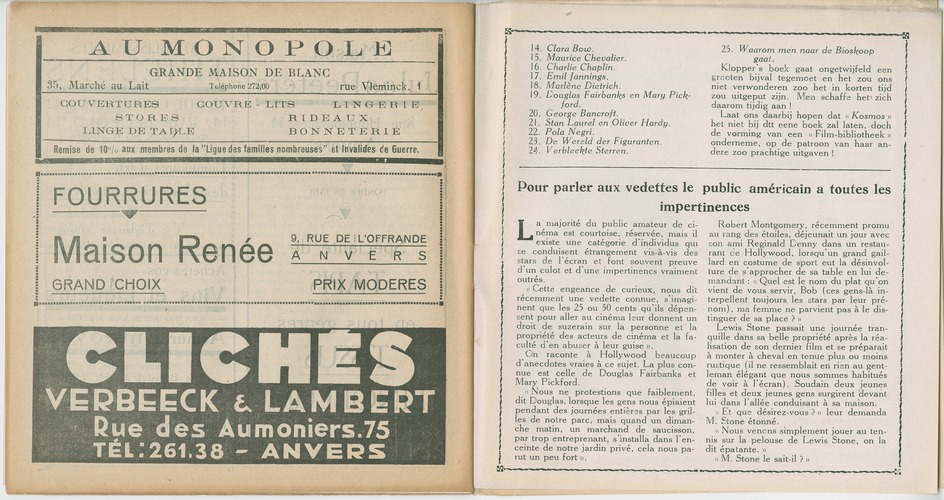 AU MONOPOLE
GRANDE MAISON DE BLANC
35, Marché au Lait Téléphone 272,00 rue Vleminck, 1
COUVERTURES COUVRE-LITS LINGERIE
STORES RIDEAUX
LINGE DE TABLE BONNETERIE
Remise de 10% aux membres de la "Ligue des familles nombreuses" et Invalides de Guerre.
FOURRURES
Maison Renée
9, RUE DE L'OFFRANDE
ANVERS
GRAND CHOIX PRIX MODERES
CLICHES
VERBEECK & LAMBERT
Rue des Aumoniers.75
TÉL: 261.38 - ANVERS
14. Clara Bow.
15. Maurice Chevalier.
16. Charlie Chaplin.
17. Emil Jannings.
18. Marlène Dietrich.
19. Douglas Fairbanks en Mary Pick-
ford.
20. George Bancroft.
21. Stan Laurel en Oliver Hardy.
22. Pola Negri.
23. De Wereld der Figuranten.
24. Verbleekte Sterren.
25. Waarom men naar de Bioskoop
gaat.
Klopper's boek gaat ongetwijfeld een
grooten bijval tegemoet en het zou ons
niet verwonderen zoo het in korten tijd
zou uitgeput zijn. Men schaffe het zich
daarom tijdig aan !
Laat ons daarbij hopen dat « Kosmos »
het niet bij dit eene boek zal laten, doch
de vorming van een « Film-bibliotheek »
onderneme, op de patroon van haar an-
dere zoo prachtige uitgaven !
Pour parler aux vedettes le public américain a toutes les
impertinences
La majorité du public amateur de ci-
néma est courtoise, réservée, mais il
existe une catégorie d'individus qui
se conduisent étrangement vis-à-vis des
stars de l'écran et font souvent preuve
d'un culot et d'une impertinencs vraiment
outrés.
« Cette engeance de curieux, nous dit
récemment une vedette connue, s'imagi-
nent que les 25 ou 50 cents qu'ils dépen-
sent pour aller au cinéma leur donnent un
droit de suzerain sur la personne et la
propriété des acteurs de cinéma et la fa-
culté d'en abuser à leur guise ».
On raconte à Hollywood beaucoup
d'anecdotes vraies à ce sujet. La plus con-
nue est celle de Douglas Fairbanks et
Mary Pickford.
« Nous ne protestions que faiblement,
dit Douglas, lorsque les gens nous épiaient
pendant des journées entières par les gril-
les de notre parc, mais quand un diman-
che matin, un marchand de saucisson,
par trop entreprenant, s'installa dans l'en-
ceinte de notre jardin privé, cela nous pa-
rut un peu fort ».
Robert Montgomery, récemment promu
au rang des étoiles, déjeunait un jour avec
son ami Reginald Denny dans un restau-
rant de Hollywood, lorsqu'un grand gail-
lard en costume de sport eut la désinvol-
ture de s'approcher de sa table en lui de-
mandant : « Quel est le nom du plat qu'on
vient de vous servir, Bob (ces gens-là in-
terpellent toujours les stars par leur pré-
nom), ma femme ne parvient pas à le dis-
tinguer de sa place ? »
Lewis Stone passait une journée tran-
quille dans sa belle propriété après la réa-
lisation de son dernier film et se préparait
à monter à cheval en tenue plus ou moins
rustique (il ne ressemblait en rien au gent-
leman élégant que nous sommes habitués
de voir à l'écran). Soudain deux jeunes
filles et deux jeunes gens surgirent devant
lui dans l'allée conduisant à sa maison.
« Et que désirez-vous ? » leur demanda
M. Stone étonné.
« Nous venons simplement jouer au ten-
nis sur la pelouse de Lewis Stone, on la
dit épatante. »
« M. Stone le sait-il ? »